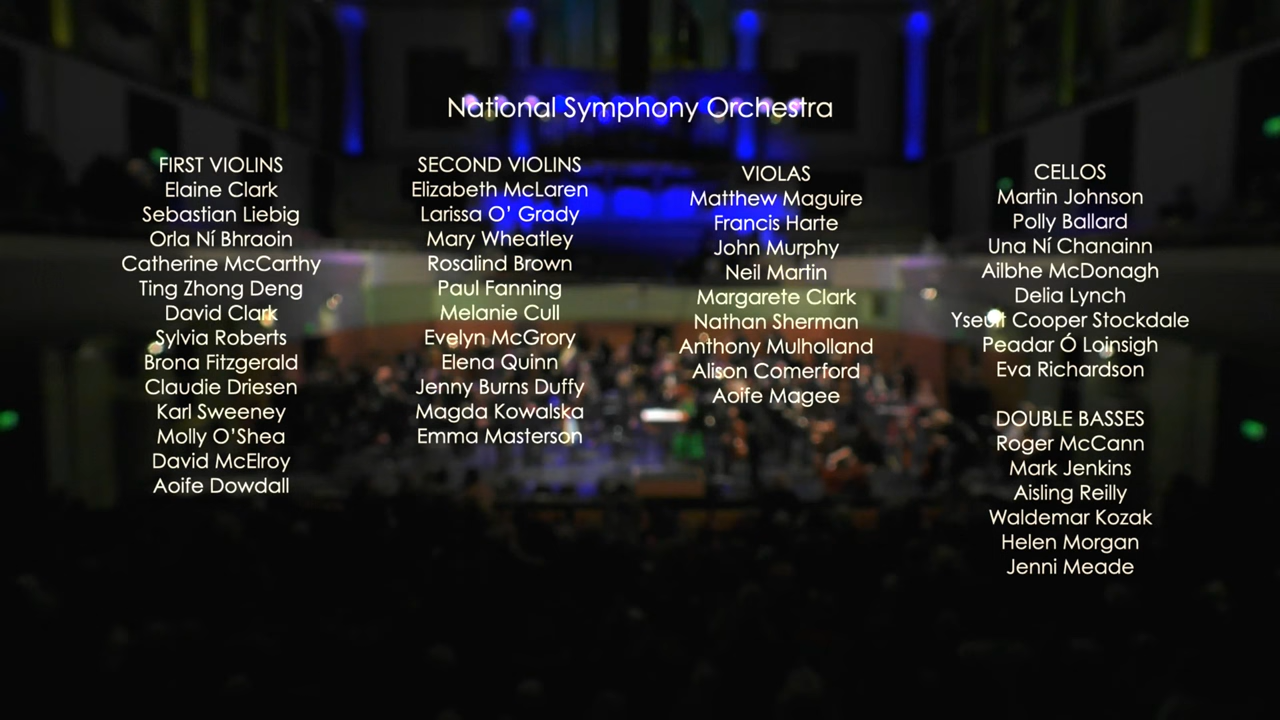 National Symphony Orchestra
FIRST VIOLINS
Elaine Clark
Sebastian Liebig
Orla Ní Bhraoin
Catherine McCarthy
Ting Zhong Deng
David Clark
Sylvia Roberts
Brona Fitzgerald
Claudie Driesen
Karl Sweeney
Molly O’Shea
David McElroy
Aoife Dowdall
SECOND VIOLINS
Elizabeth McLaren
Larissa O’ Grady
Mary Wheatley
Rosalind Brown
Paul Fanning
Melanie Cull
Evelyn McGrory
Elena Quinn
Jenny Burns Duffy
Magda Kowalska
Emma Masterson
VIOLAS
Matthew Maguire
Francis Harte
John Murphy
Neil Martin
Margarete Clark
Nathan Sherman
Anthony Mulholland
Alison Comerford
Aoife Magee
CELLOS
Martin Johnson
Polly Ballard
Una Ní Chanainn
Ailbhe McDonagh
Delia Lynch
Yseult Cooper Stockdale
Peadar Ó Loinsigh
Eva Richardson
DOUBLE BASSES
Roger McCann
Mark Jenkins
Aisling Reilly
Waldemar Kozak
Helen Morgan
Jenni Meade